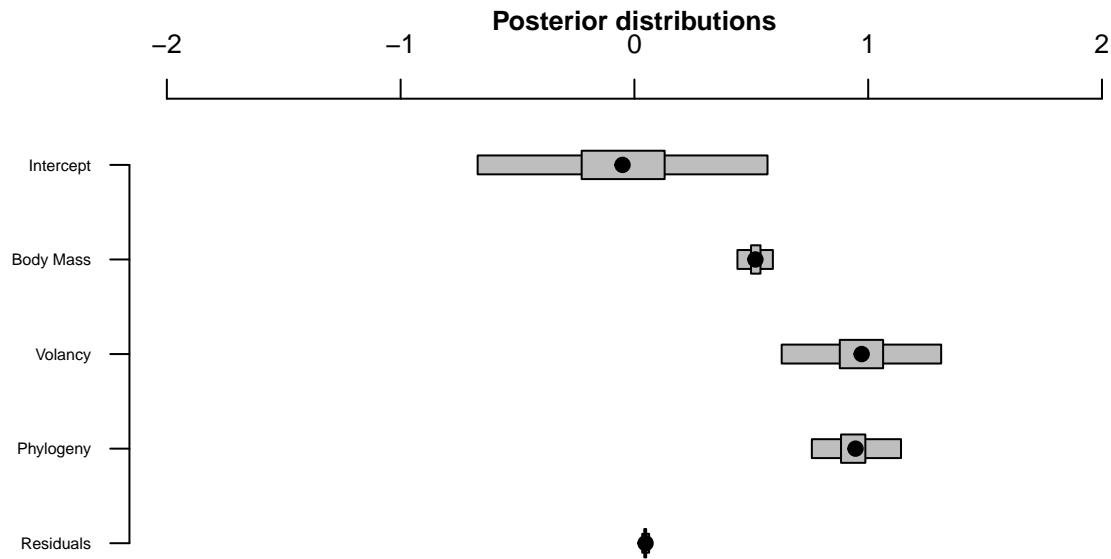 Posterior distributions
−2 −1 0 1 2
Intercept
Body Mass
Volancy
Phylogeny
Residuals